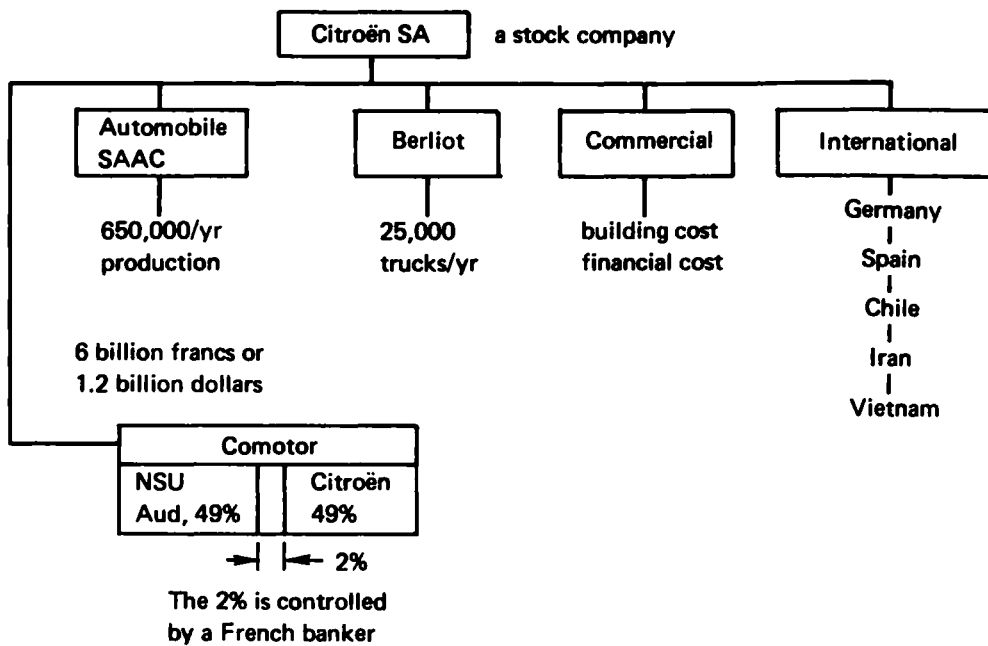 Citroën SA
a stock company
Automobile
SAAC
Berliot
Commercial
International
650,000/yr
production
25,000
trucks/yr
building cost
financial cost
Germany
Spain
Chile
Iran
Vietnam
6 billion francs or
1.2 billion dollars
Comotor
NSU
Aud, 49%
Citroën
49%
2%
The 2% is controlled
by a French banker